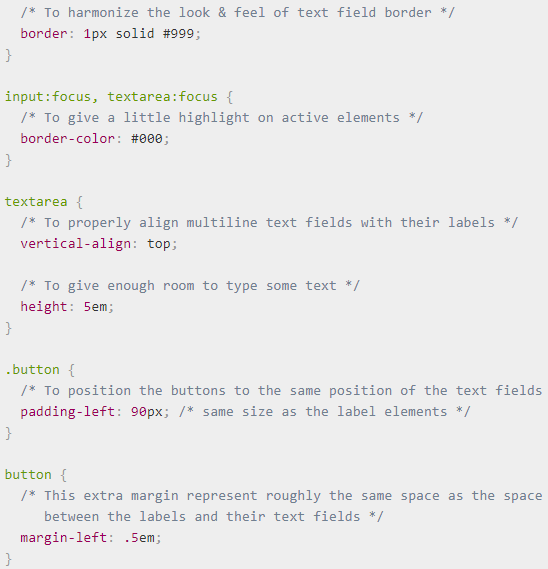 /* To harmonize the look & feel of text field border */
border: 1px solid #999;
}
input:focus, textarea:focus {
/* To give a little highlight on active elements */
border-color: #000;
}
textarea {
/* To properly align multiline text fields with their labels */
vertical-align: top;
/* To give enough room to type some text */
height: 5em;
}
.button {
/* To position the buttons to the same position of the text fields
padding-left: 90px; /* same size as the label elements */
}
button {
/* This extra margin represent roughly the same space as the space
between the labels and their text fields */
margin-left: .5em;
}